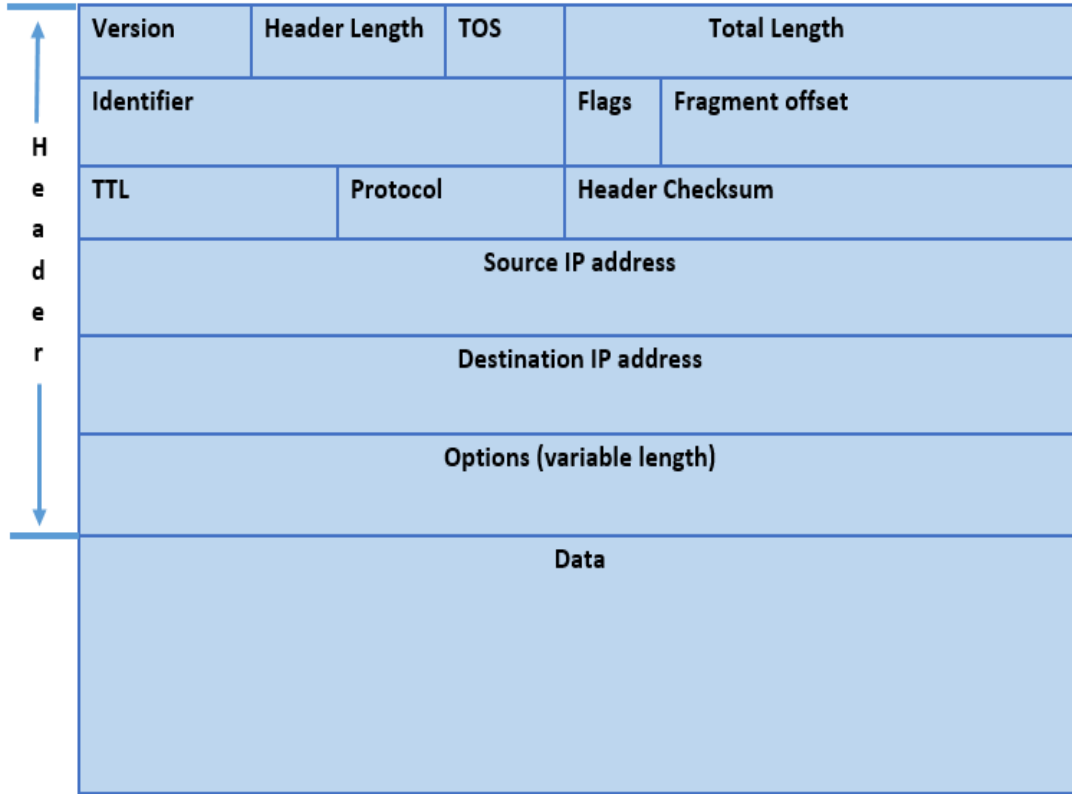 Version Header Length TOS Total Length
Identifier Flags Fragment offset
TTL Protocol Header Checksum
Source IP address
Destination IP address
Options (variable length)
Data
H
e
a
d
e
r